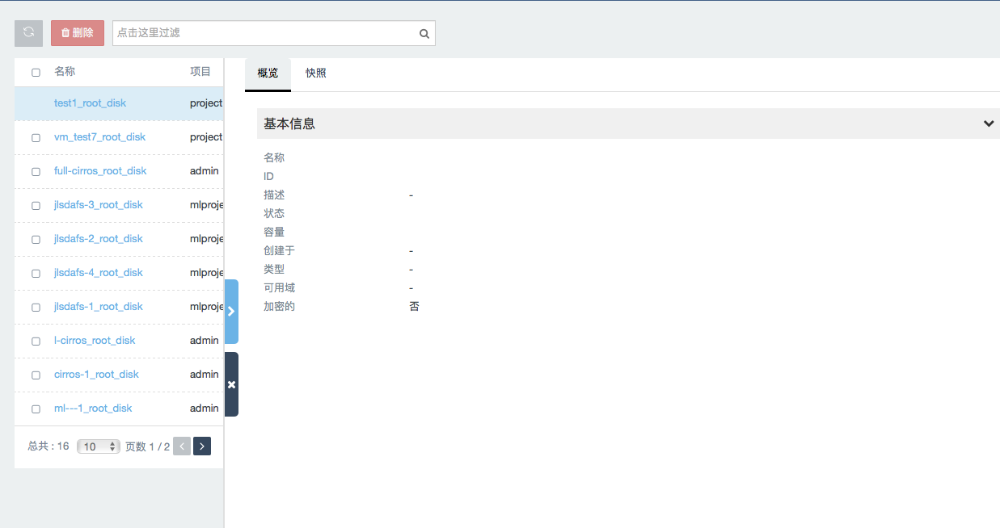 删除
点击这里过滤
名称 项目
test1_root_disk project
vm_test7_root_disk project
full-cirros_root_disk admin
jlsdafs-3_root_disk mlproje
jlsdafs-2_root_disk mlproje
jlsdafs-4_root_disk mlproje
jlsdafs-1_root_disk mlproje
l-cirros_root_disk admin
cirros-1_root_disk admin
ml---1_root_disk admin
总共 : 16 10 页数 1 / 2
概览 快照
基本信息
名称
ID
描述 -
状态
容量
创建于 -
类型 -
可用域 -
加密的 否